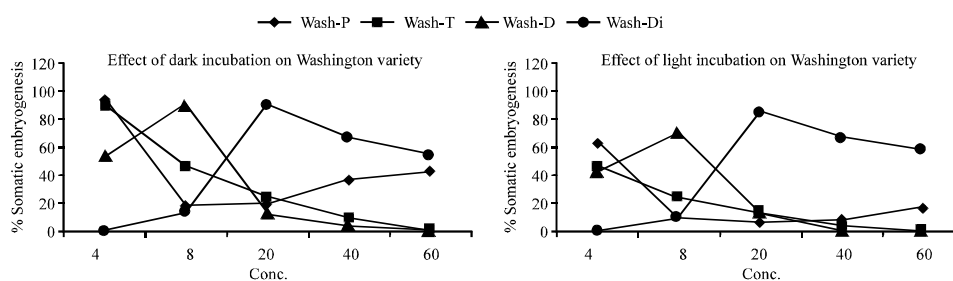 Wash-P Wash-T Wash-D Wash-Di
Effect of dark incubation on Washington variety
% Somatic embryogenesis
120
100
80
60
40
20
0
4 8 20 40 60
Conc.
Effect of light incubation on Washington variety
% Somatic embryogenesis
120
100
80
60
40
20
0
4 8 20 40 60
Conc.